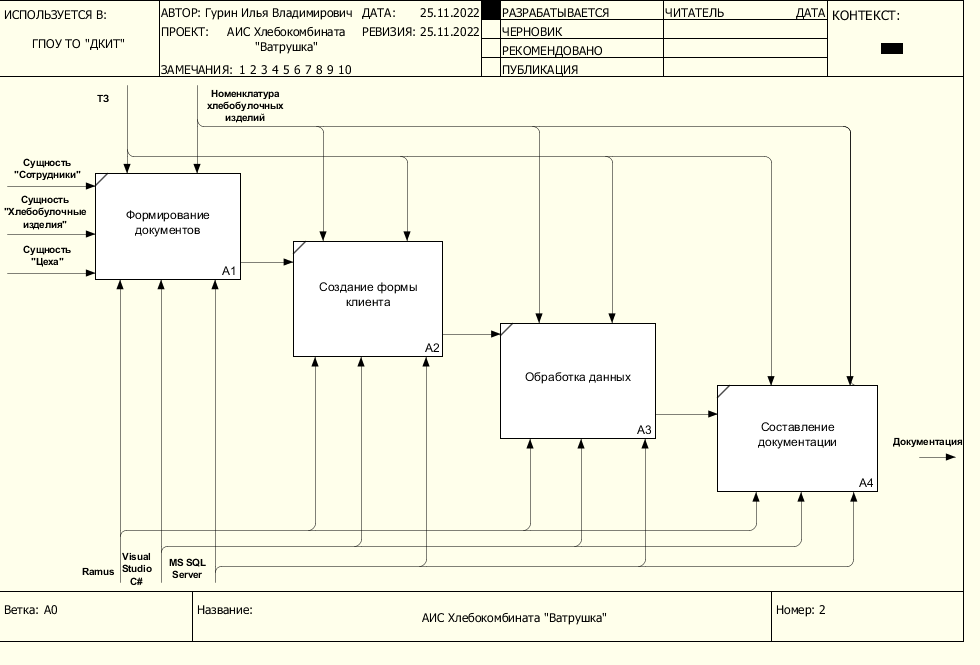 ИСПОЛЬЗУЕТСЯ В:
ГПОУ ТО "ДКИТ"
АВТОР: Гурин Илья Владимирович ДАТА: 25.11.2022
ПРОЕКТ: АИС Хлебокомбината РЕВИЗИЯ: 25.11.2022
"Ватрушка"
ЗАМЕЧАНИЯ: 1 2 3 4 5 6 7 8 9 10
РАЗРАБАТЫВАЕТСЯ
ЧЕРНОВИК
РЕКОМЕНДОВАНО
ПУБЛИКАЦИЯ
ЧИТАТЕЛЬ ДАТА
КОНТЕКСТ:
ТЗ
Номенклатура
хлебобулочных
изделий
Сущность
"Сотрудники"
Сущность
"Хлебобулочные
изделия"
Сущность
"Цеха"
Формирование
документов
A1
Создание формы
клиента
A2
Обработка данных
A3
Составление
документации
A4
Документация
Ramus
Visual
Studio
C#
MS SQL
Server
Ветка: A0
Название:
АИС Хлебокомбината "Ватрушка"
Номер: 2